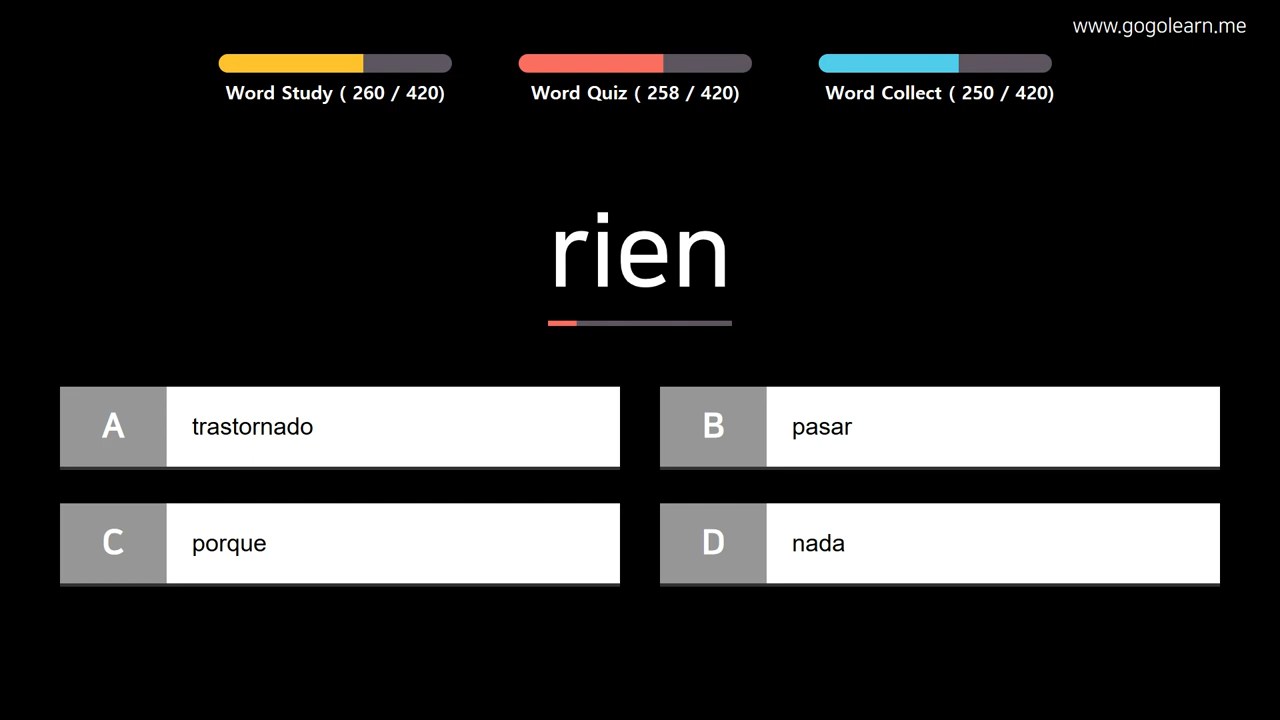 www.gogolearn.me
Word Study ( 260 / 420)
Word Quiz ( 258 / 420)
Word Collect ( 250 / 420)
rien
A trastornado
B pasar
C porque
D nada